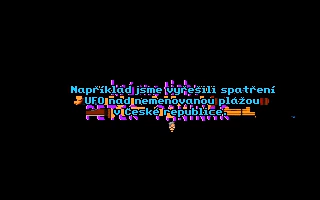 Například jsme vyřešili spatření
UFO nad nemenovanou plážou
v České republice.